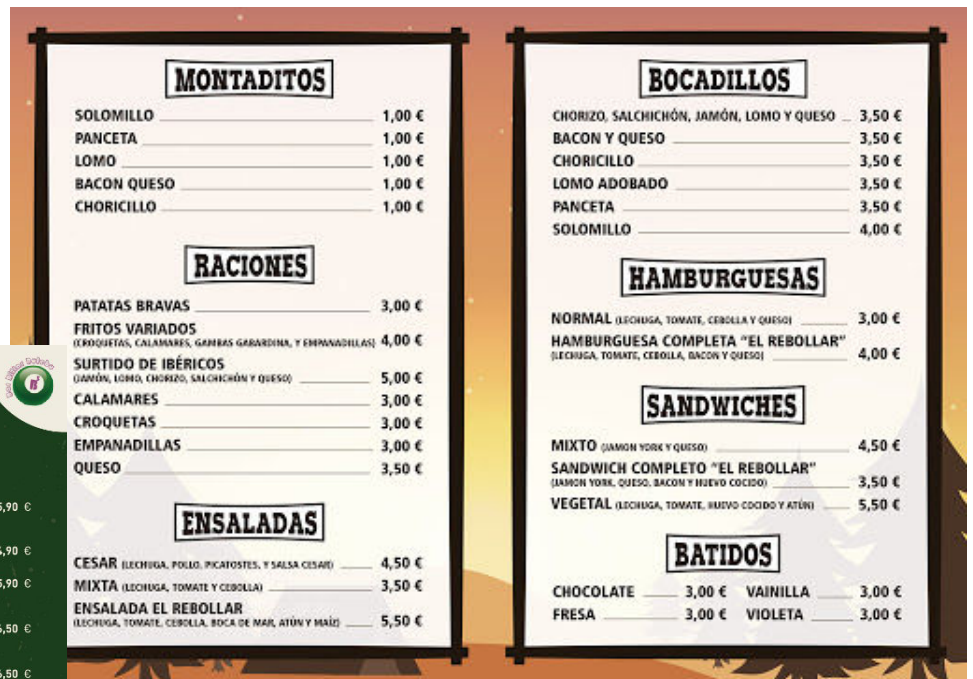 MONTADITOS
SOLOMILLO 1,00 €
PANCETA 1,00 €
LOMO 1,00 €
BACON QUESO 1,00 €
CHORICILLO 1,00 €
RACIONES
PATATAS BRAVAS 3,00 €
FRITOS VARIADOS
(CROQUETAS, CALAMARES, GAMBAS GABARDINA, Y EMPANADILLAS) 4,00 €
SURTIDO DE IBÉRICOS
(JAMÓN, LOMO, CHORIZO, SALCHICHÓN Y QUESO) 5,00 €
CALAMARES 3,00 €
CROQUETAS 3,00 €
EMPANADILLAS 3,00 €
QUESO 3,50 €
ENSALADAS
CESAR (LECHUGA, POLLO, PICATOSTES, Y SALSA CESAR) 4,50 €
MIXTA (LECHUGA, TOMATE Y CEBOLLA) 3,50 €
ENSALADA EL REBOLLAR
(LECHUGA, TOMATE, CEBOLLA, BOCA DE MAR, ATÚN Y MAÍZ) 5,50 €
BOCADILLOS
CHORIZO, SALCHICHÓN, JAMÓN, LOMO Y QUESO 3,50 €
BACON Y QUESO 3,50 €
CHORICILLO 3,50 €
LOMO ADOBADO 3,50 €
PANCETA 3,50 €
SOLOMILLO 4,00 €
HAMBURGUESAS
NORMAL (LECHUGA, TOMATE, CEBOLLA Y QUESO) 3,00 €
HAMBURGUESA COMPLETA "EL REBOLLAR"
(LECHUGA, TOMATE, CEBOLLA, BACON Y QUESO) 4,00 €
SANDWICHES
MIXTO (JAMON YORK Y QUESO) 4,50 €
SANDWICH COMPLETO "EL REBOLLAR"
(JAMON YORK, QUESO, BACON Y HUEVO COCIDO) 3,50 €
VEGETAL (LECHUGA, TOMATE, HUEVO COCIDO Y ATÚN) 5,50 €
BATIDOS
CHOCOLATE 3,00 € VAINILLA 3,00 €
FRESA 3,00 € VIOLETA 3,00 €
,90 €
,90 €
,90 €
,50 €
,50 €